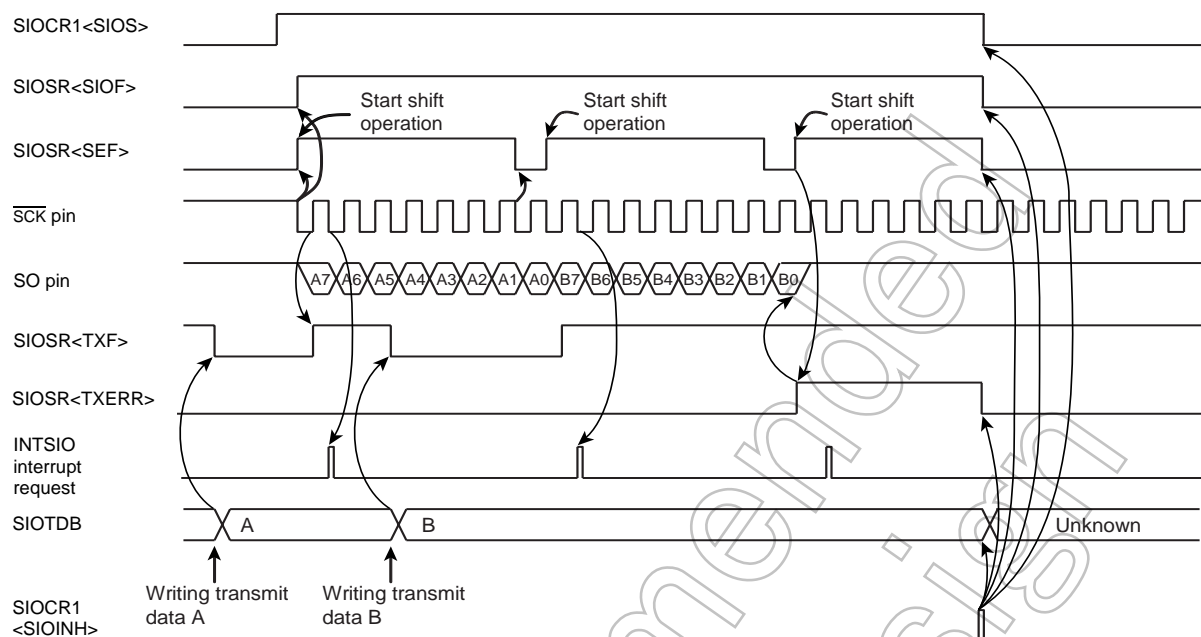 SIOCR1<SIOS>
SIOSR<SIOF>
Start shift operation
Start shift operation
Start shift operation
SIOSR<SEF>
SCK pin
SO pin
A7 A6 A5 A4 A3 A2 A1 A0 B7 B6 B5 B4 B3 B2 B1 B0
SIOSR<TXF>
SIOSR<TXERR>
INTSIO
interrupt
request
SIOTDB
A
B
Unknown
Writing transmit
data A
Writing transmit
data B
SIOCR1
<SIOINH>
mended
sign